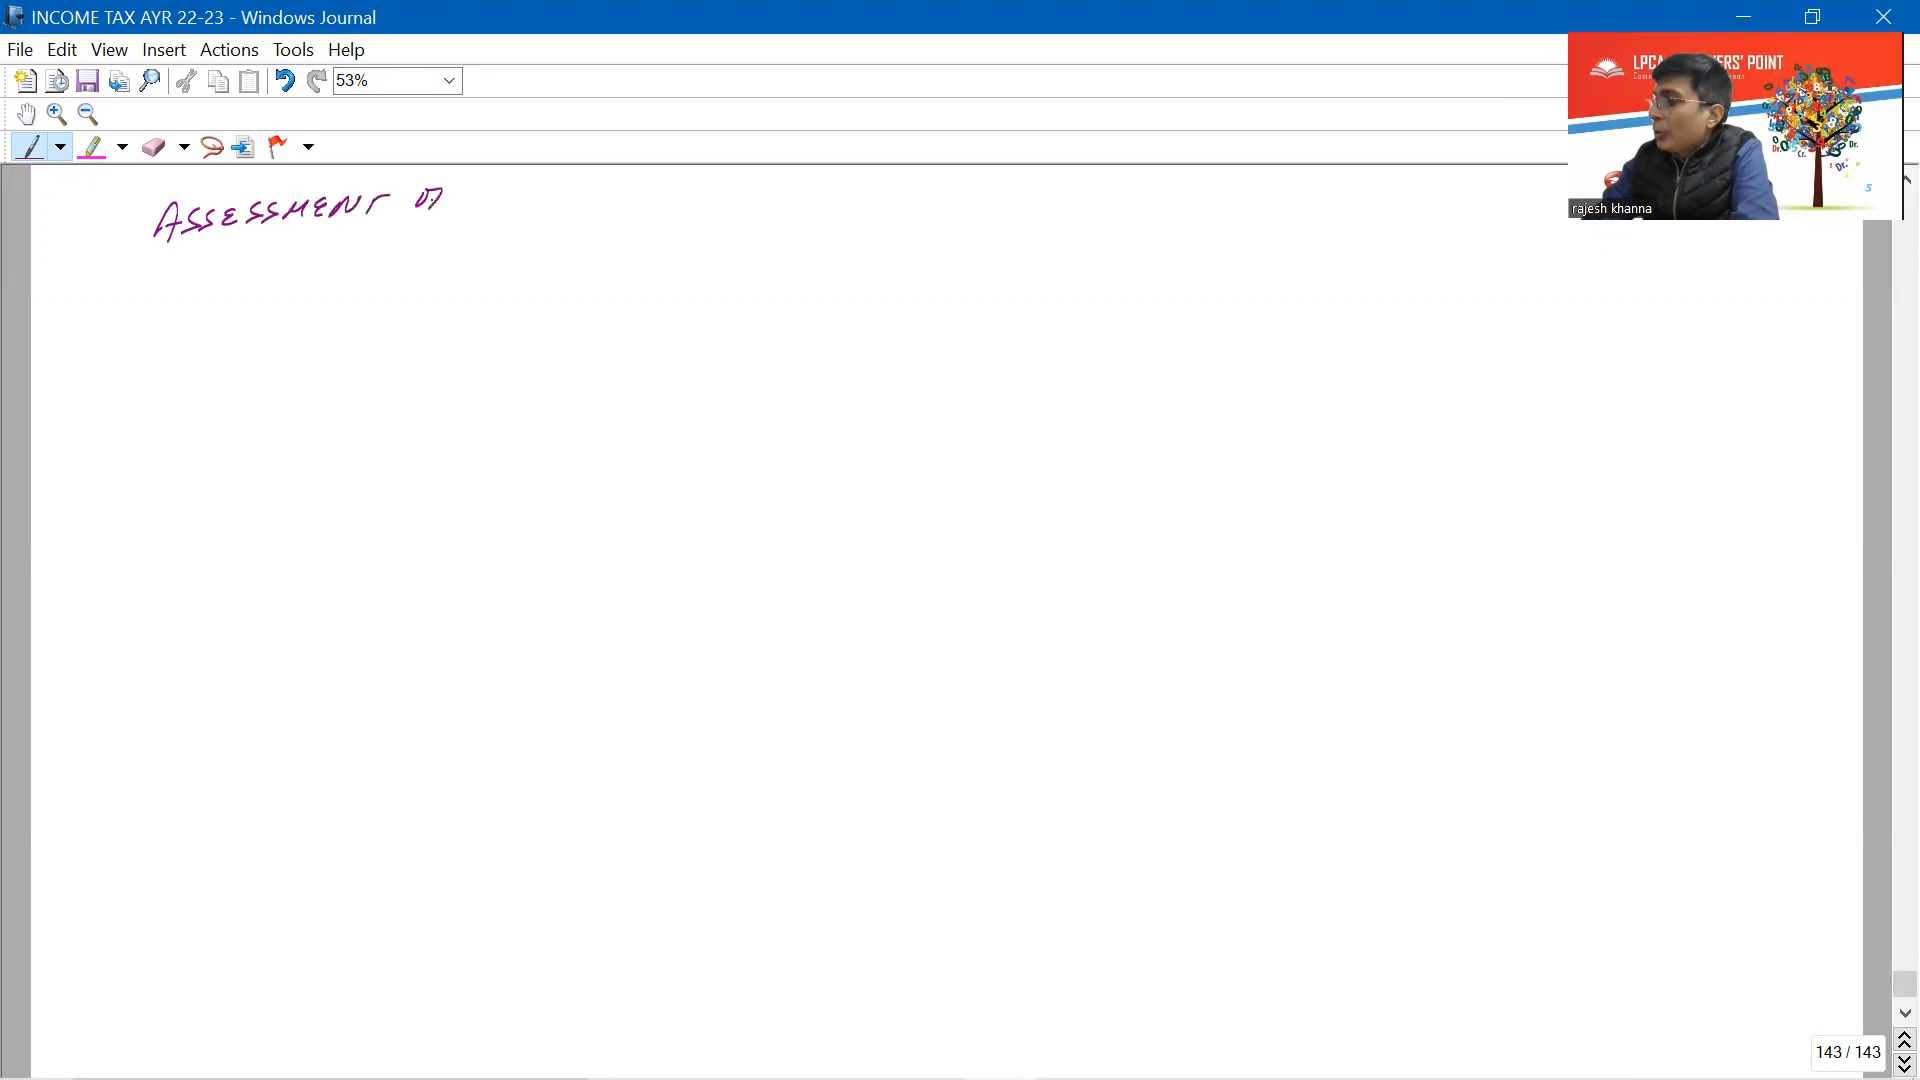 INCOME TAX AYR 22-23 - Windows Journal
File Edit View Insert Actions Tools Help
53%
ASSESSMENT OF
rajesh khanna
143 / 143